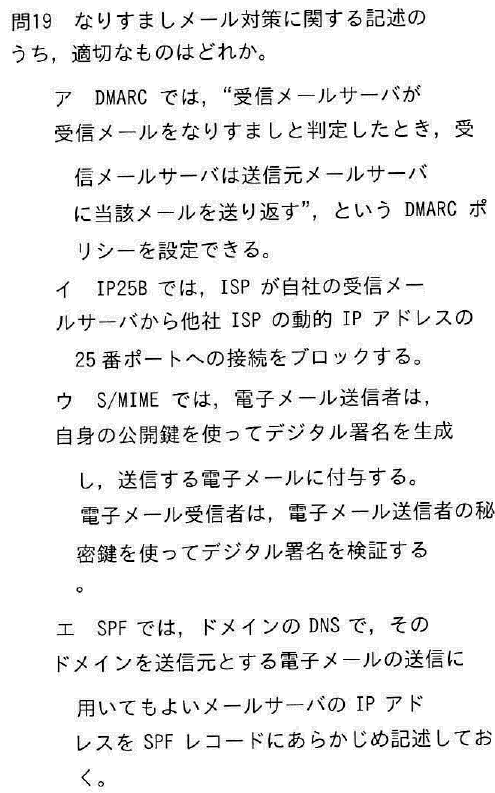 問19 なりすましメール対策に関する記述の
うち，適切なものはどれか。
ア DMARC では，“受信メールサーバが
受信メールをなりすましと判定したとき，受
信メールサーバは送信元メールサーバ
に当該メールを送り返す”，という DMARC ポ
リシーを設定できる。
イ IP25B では，ISP が自社の受信メー
ルサーバから他社 ISP の動的 IP アドレスの
25 番ポートへの接続をブロックする。
ウ S/MIME では，電子メール送信者は，
自身の公開鍵を使ってデジタル署名を生成
し，送信する電子メールに付与する。
電子メール受信者は，電子メール送信者の秘
密鍵を使ってデジタル署名を検証する
。
エ SPF では，ドメインの DNS で，その
ドメインを送信元とする電子メールの送信に
用いてもよいメールサーバの IP アド
レスを SPF レコードにあらかじめ記述してお
く。